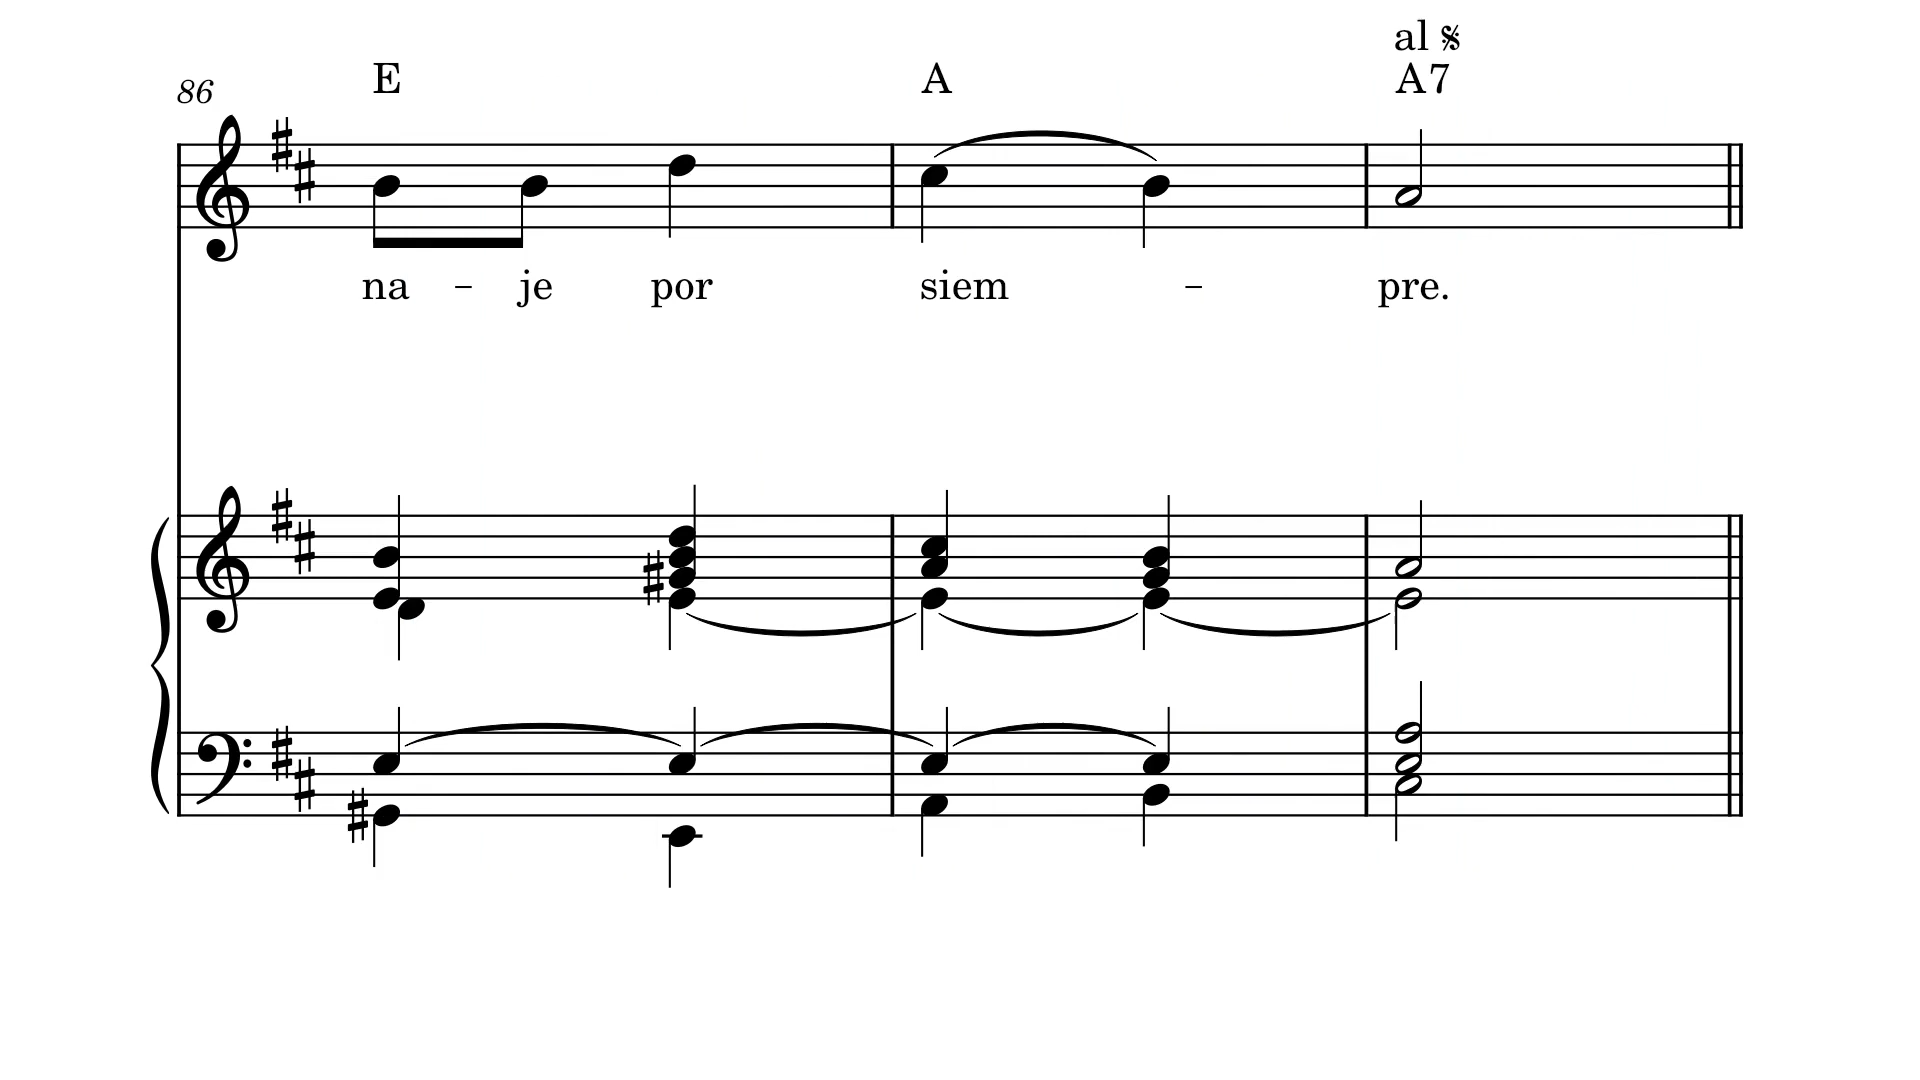 al 𝄋
86 E A A7
na - je por siem - pre.